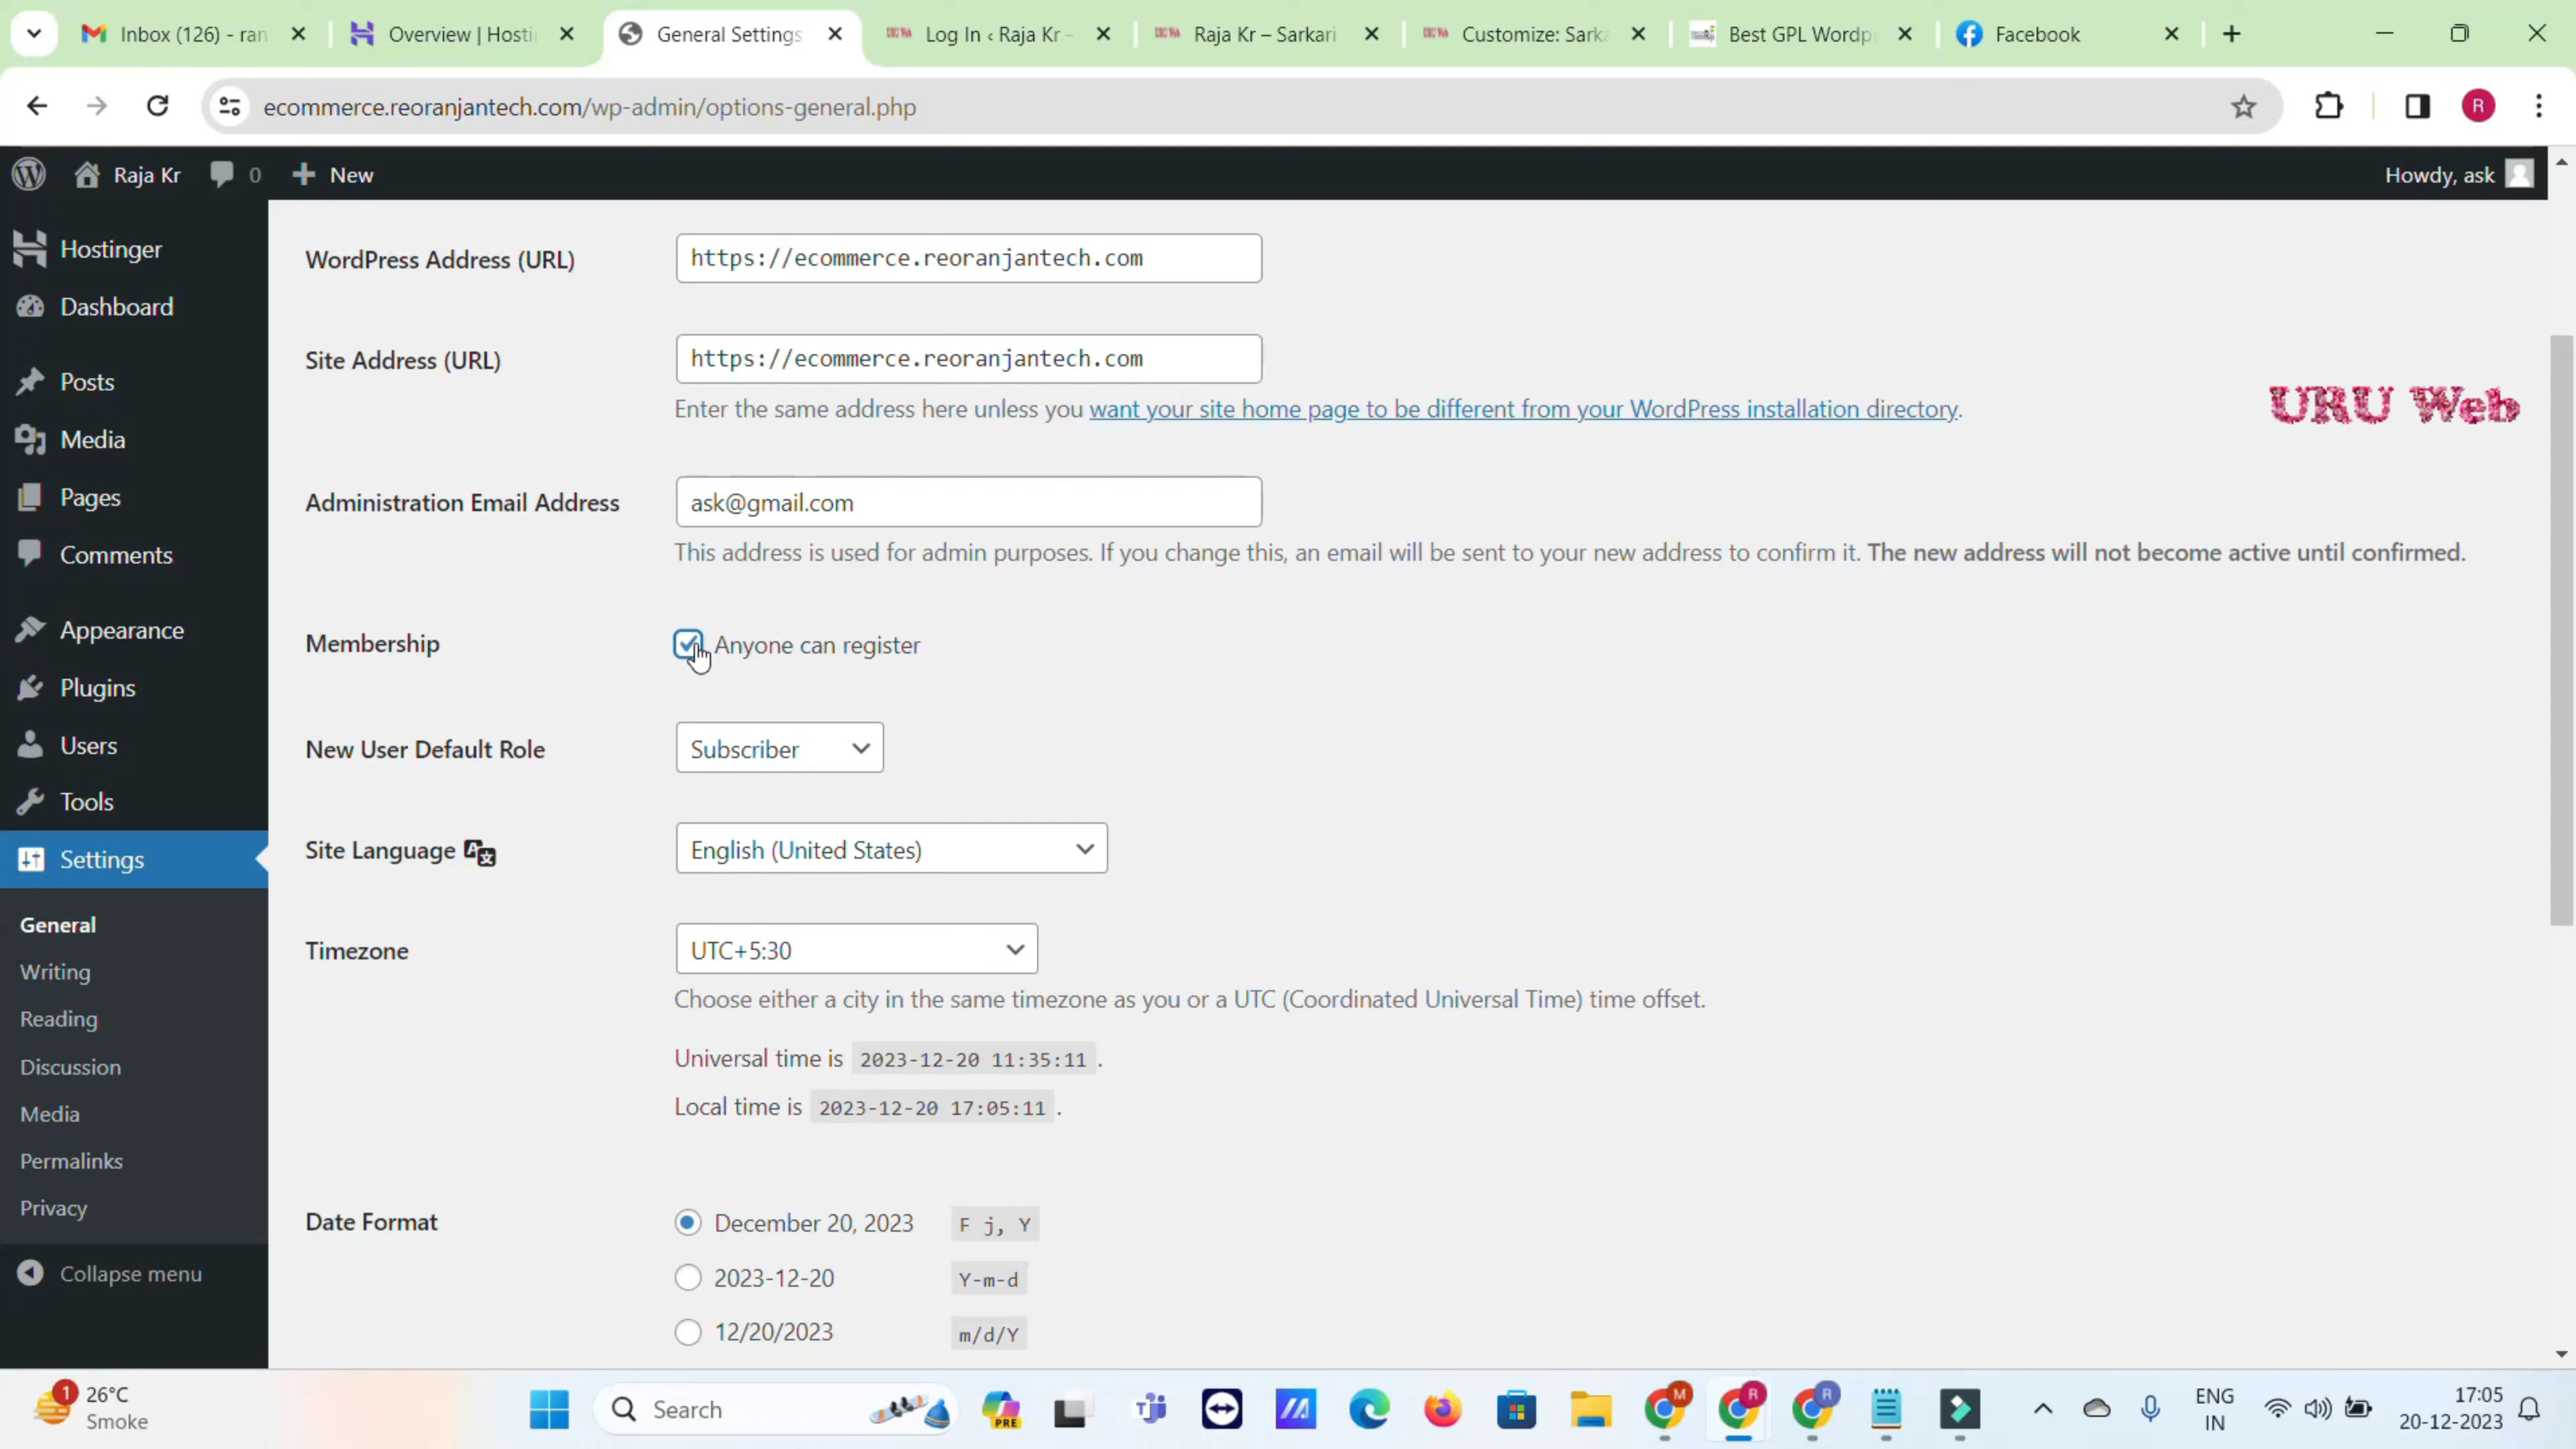 Inbox (126) - ran
Overview | Hosti
General Settings
Log In ‹ Raja Kr –
Raja Kr – Sarkari
Customize: Sarka
Best GPL Wordp
Facebook
ecommerce.reoranjantech.com/wp-admin/options-general.php
R
Raja Kr
0
New
Howdy, ask
Hostinger
Dashboard
Posts
Media
Pages
Comments
Appearance
Plugins
Users
Tools
Settings
General
Writing
Reading
Discussion
Media
Permalinks
Privacy
Collapse menu
WordPress Address (URL)
https://ecommerce.reoranjantech.com
Site Address (URL)
https://ecommerce.reoranjantech.com
Enter the same address here unless you want your site home page to be different from your WordPress installation directory.
URU Web
Administration Email Address
ask@gmail.com
This address is used for admin purposes. If you change this, an email will be sent to your new address to confirm it. The new address will not become active until confirmed.
Membership
Anyone can register
New User Default Role
Subscriber
Site Language
English (United States)
Timezone
UTC+5:30
Choose either a city in the same timezone as you or a UTC (Coordinated Universal Time) time offset.
Universal time is 2023-12-20 11:35:11 .
Local time is 2023-12-20 17:05:11 .
Date Format
December 20, 2023 F j, Y
2023-12-20 Y-m-d
12/20/2023 m/d/Y
1
26°C
Smoke
Search
PRE
M
R
R
ENG
IN
17:05
20-12-2023